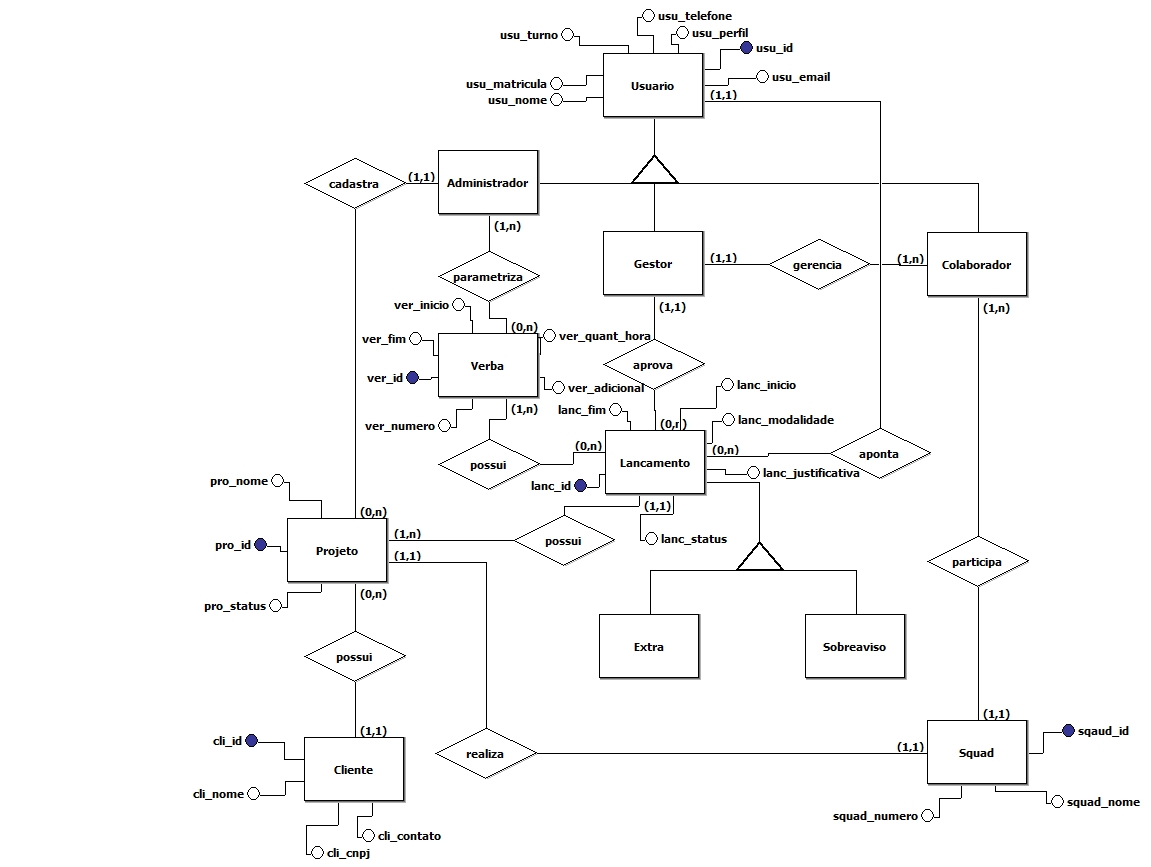 usu_telefone
usu_turno
usu_perfil
usu_id
usu_email
usu_matricula
usu_nome
Usuario
(1,1)
cadastra
(1,1)
Administrador
(1,n)
Gestor
(1,1)
gerencia
(1,n)
Colaborador
parametriza
(1,1)
(1,n)
ver_inicio
(0,n)
ver_fim
ver_quant_hora
Verba
aprova
ver_id
ver_adicional
lanc_inicio
(1,n)
lanc_fim
lanc_modalidade
ver_numero
(0,n)
(0,n)
(0,n)
aponta
possui
Lancamento
lanc_justificativa
pro_nome
lanc_id
(0,n)
(1,1)
(1,n)
possui
lanc_status
pro_id
Projeto
(1,1)
participa
(0,n)
pro_status
Extra
Sobreaviso
possui
(1,1)
(1,1)
cli_id
sqaud_id
realiza
(1,1)
Squad
Cliente
cli_nome
squad_nome
squad_numero
cli_contato
cli_cnpj